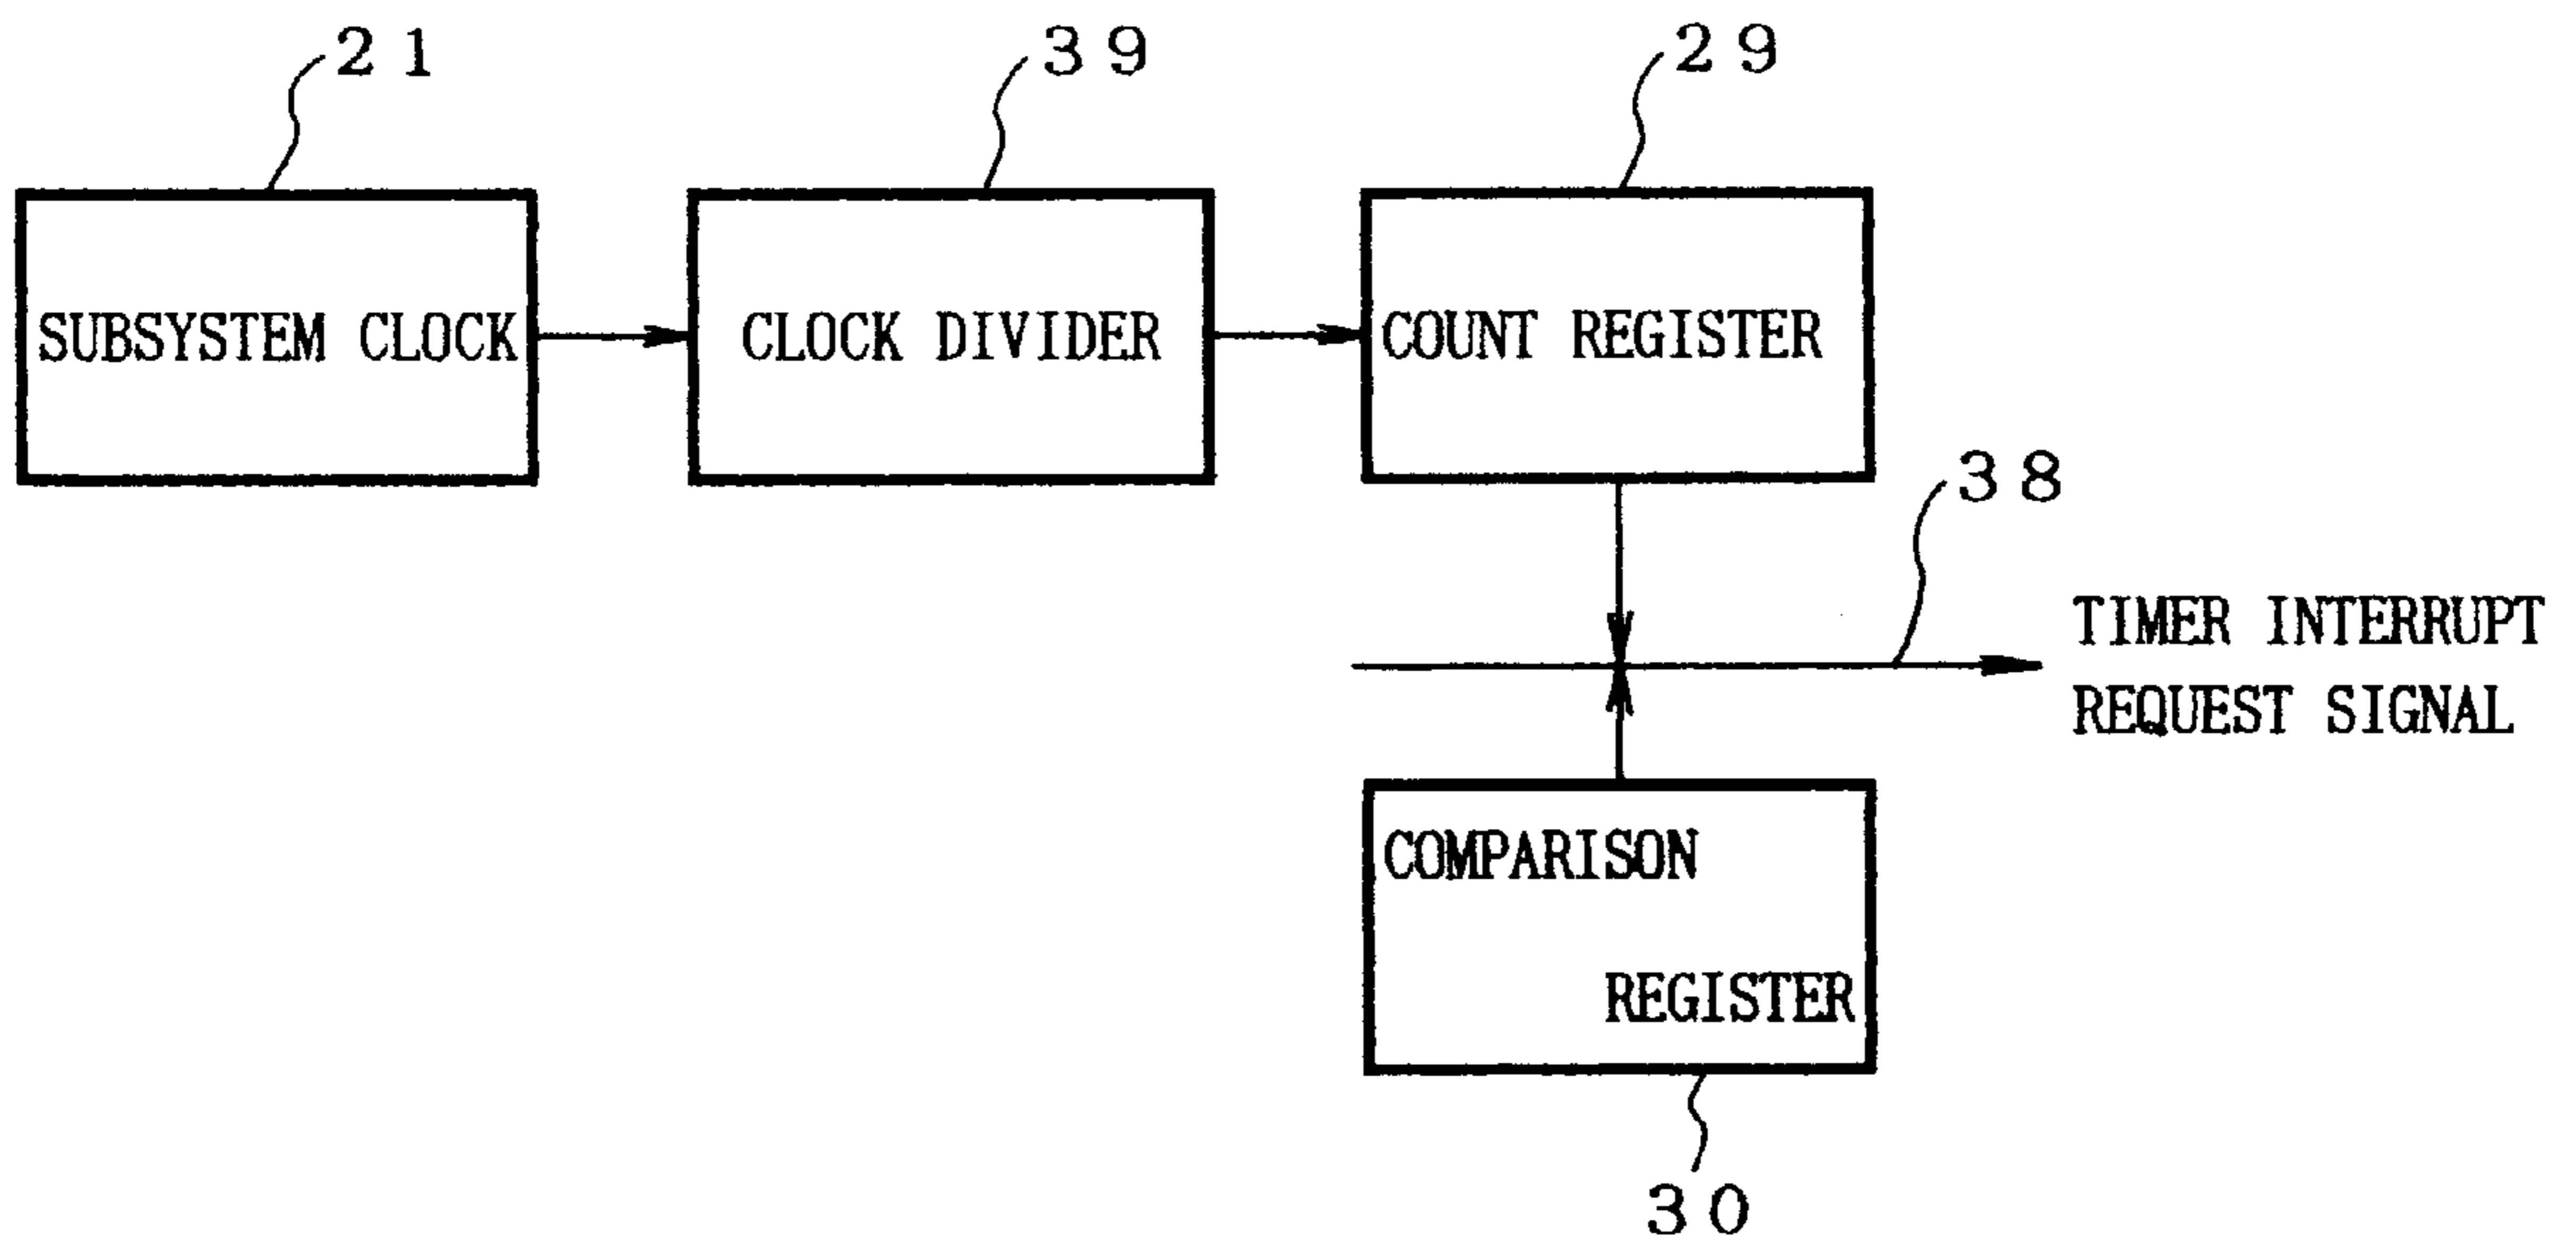 21
39
29
SUBSYSTEM CLOCK
CLOCK DIVIDER
COUNT REGISTER
38
TIMER INTERRUPT
REQUEST SIGNAL
COMPARISON
REGISTER
30